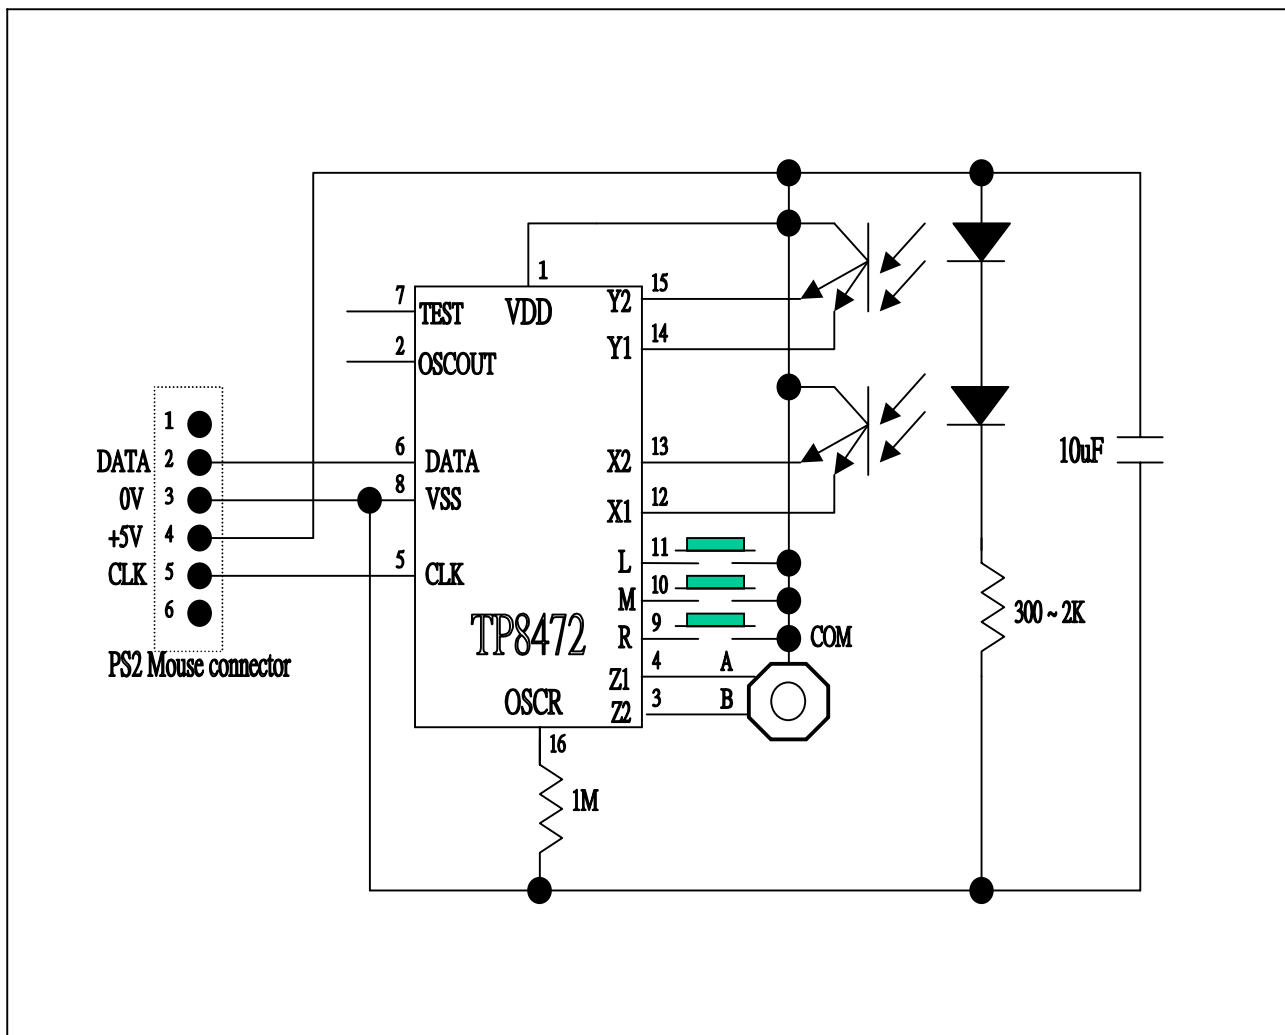 1
VDD
7
TEST
2
OSCOUT
15
Y2
14
Y1
1
DATA 2
6
DATA
0V 3
8
VSS
+5V 4
CLK 5
5
CLK
6
PS2 Mouse connector
13
X2
12
X1
L 11
M 10
R 9
COM
Z1 4 A
Z2 3 B
TP8472
OSCR
16
1M
10uF
300 ~ 2K